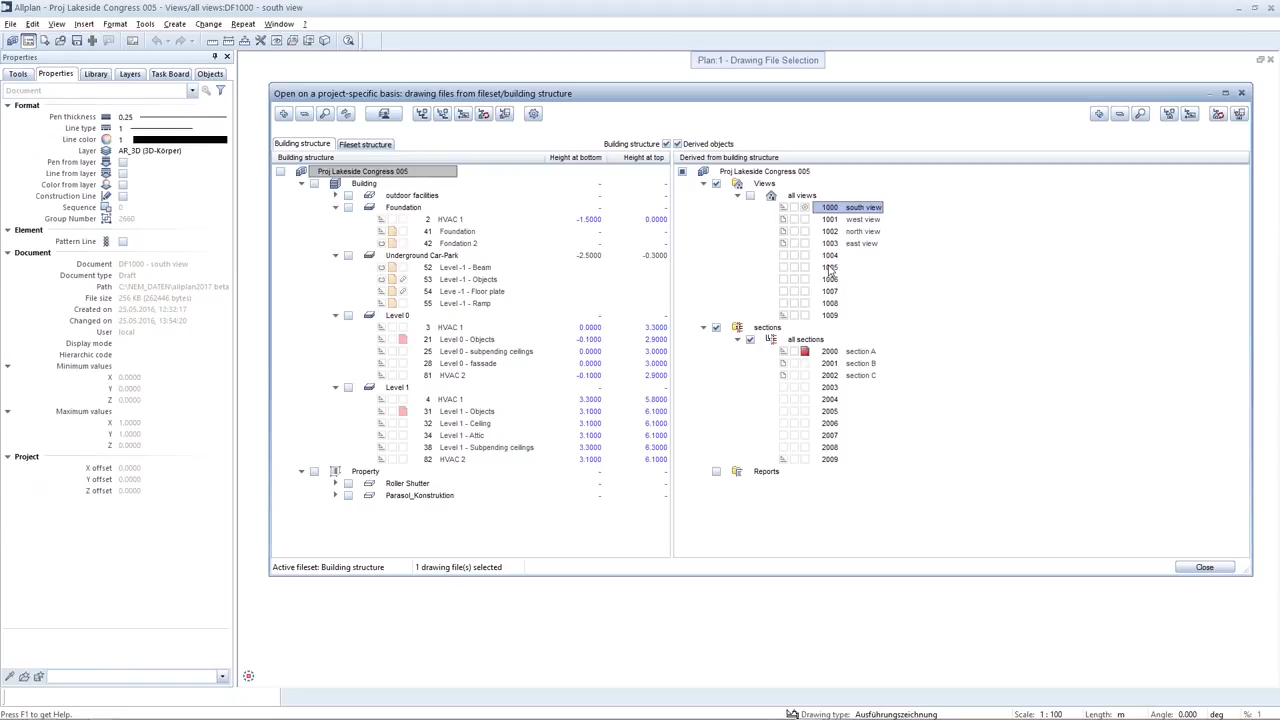 Allplan - Proj Lakeside Congress 005 - Views/all views:DF1000 - south view
File Edit View Insert Format Tools Create Change Repeat Window ?
Plan:1 - Drawing File Selection
Properties
Tools Properties Library Layers Task Board Objects
Document
Format
Pen thickness 0.25
Line type 1
Line color 1
Layer AR_3D (3D-Körper)
Pen from layer
Line from layer
Color from layer
Construction Line
Sequence 0
Group Number 2660
Element
Pattern Line
Document
Document DF1000 - south view
Document type Draft
Path C:\NEM_DATEN\allplan2017 beta
File size 256 KB (262446 bytes)
Created on 25.05.2016, 12:32:17
Changed on 25.05.2016, 13:54:20
User local
Display mode
Hierarchic code
Minimum values
X 0.0000
Y 0.0000
Z 0.0000
Maximum values
X 1.0000
Y 1.0000
Z 0.0000
Project
X offset 0.0000
Y offset 0.0000
Z offset 0.0000
Open on a project-specific basis: drawing files from fileset/building structure
Building structure Fileset structure
Building structure Derived objects
Building structure Height at bottom Height at top
Proj Lakeside Congress 005
Building - -
outdoor facilities - -
Foundation - -
2 HVAC 1 -1.5000 0.0000
41 Foundation - -
42 Fondation 2 - -
Underground Car-Park -2.5000 -0.3000
52 Level -1 - Beam - -
53 Level -1 - Objects - -
54 Leve -1 - Floor plate - -
55 Level -1 - Ramp - -
Level 0 - -
3 HVAC 1 0.0000 3.3000
21 Level 0 - Objects -0.1000 2.9000
25 Level 0 - subpending ceilings 0.0000 3.0000
28 Level 0 - fassade 0.0000 3.0000
81 HVAC 2 -0.1000 2.9000
Level 1 - -
4 HVAC 1 3.3000 5.8000
31 Level 1 - Objects 3.1000 6.1000
32 Level 1 - Ceiling 3.1000 6.1000
34 Level 1 - Attic 3.1000 6.1000
38 Level 1 - Subpending ceilings 3.3000 6.3000
82 HVAC 2 3.1000 6.1000
Property - -
Roller Shutter - -
Parasol_Konstruktion - -
Derived from building structure
Proj Lakeside Congress 005
Views
all views
1000 south view
1001 west view
1002 north view
1003 east view
1004
1005
1006
1007
1008
1009
sections
all sections
2000 section A
2001 section B
2002 section C
2003
2004
2005
2006
2007
2008
2009
Reports
Active fileset: Building structure 1 drawing file(s) selected
Close
Press F1 to get Help.
Drawing type: Ausführungszeichnung Scale: 1 : 100 Length: m Angle: 0.000 deg %: 1